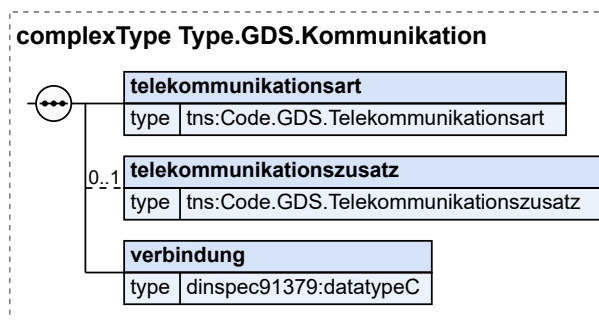 complexType Type.GDS.Kommunikation
telekommunikationsart
type tns:Code.GDS.Telekommunikationsart
0..1
telekommunikationszusatz
type tns:Code.GDS.Telekommunikationszusatz
verbindung
type dinspec91379:datatypeC